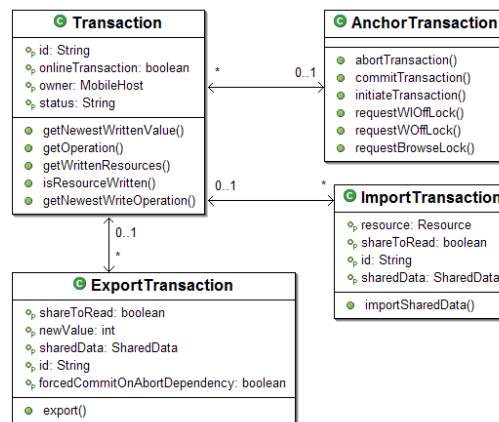 Transaction
id: String
onlineTransaction: boolean
owner: MobileHost
status: String
getNewestWrittenValue()
getOperation()
getWrittenResources()
isResourceWritten()
getNewestWriteOperation()
*
0..1
AnchorTransaction
abortTransaction()
commitTransaction()
initiateTransaction()
requestWIOffLock()
requestWOffLock()
requestBrowseLock()
0..1
*
ImportTransaction
resource: Resource
shareToRead: boolean
id: String
sharedData: SharedData
importSharedData()
0..1
*
ExportTransaction
shareToRead: boolean
newValue: int
sharedData: SharedData
id: String
forcedCommitOnAbortDependency: boolean
export()